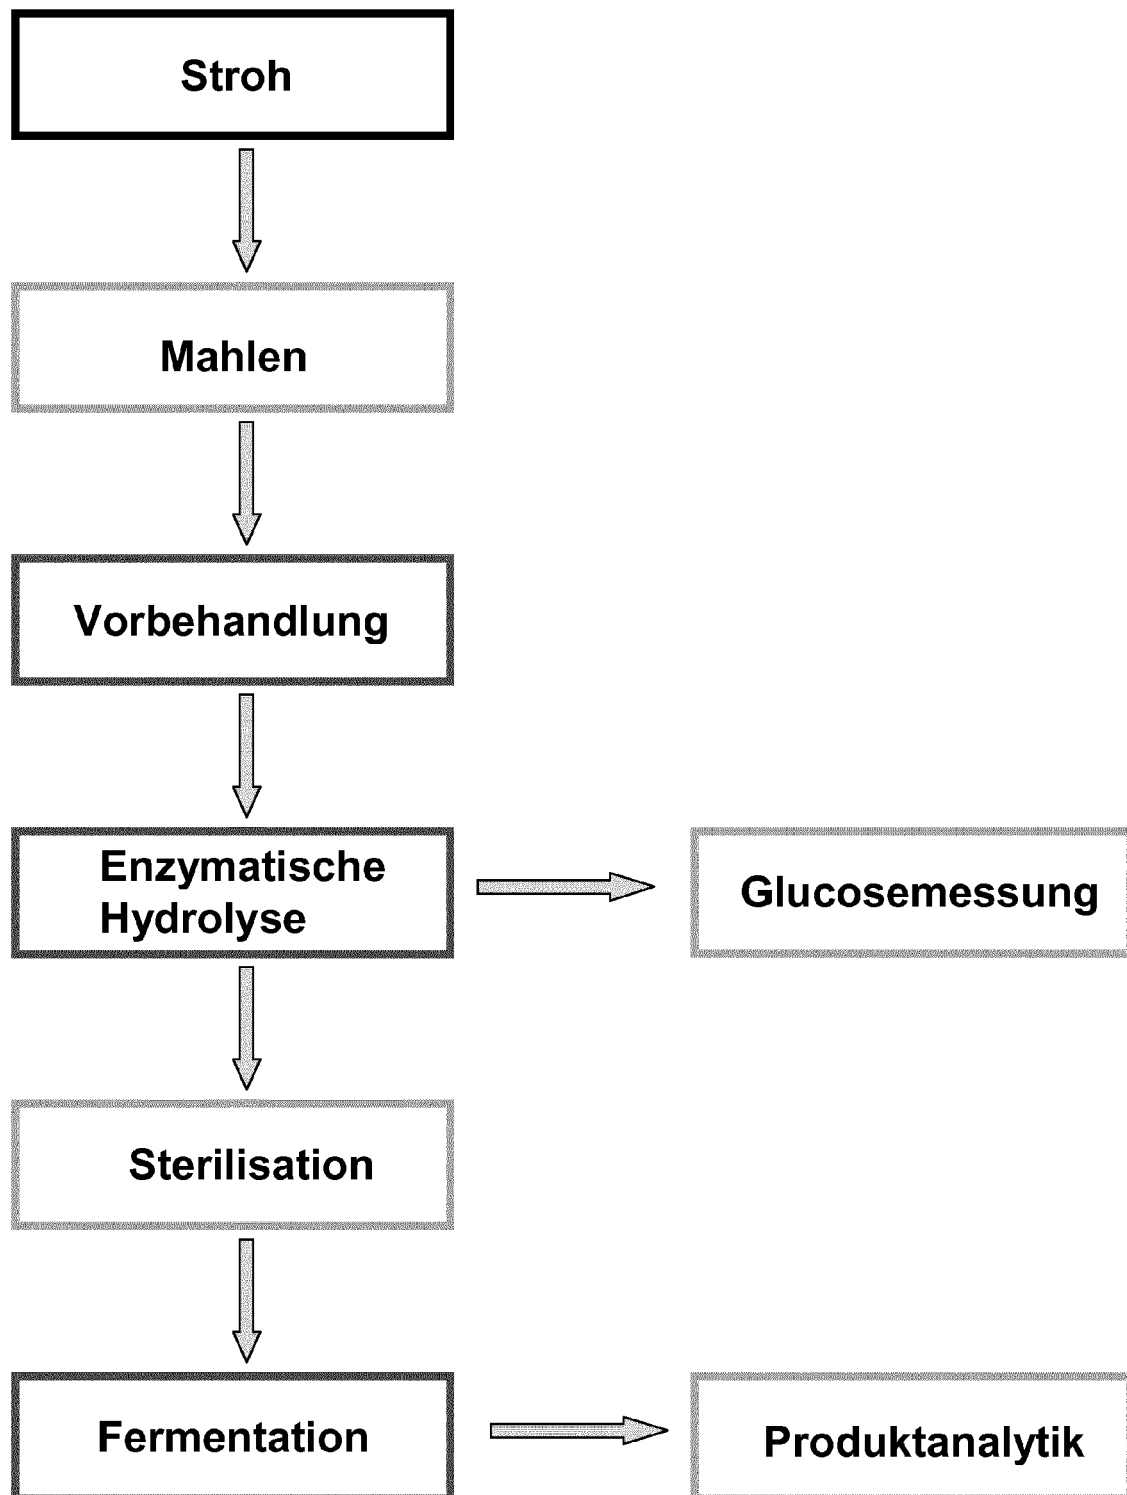 Stroh
Mahlen
Vorbehandlung
Enzymatische
Hydrolyse
Glucosemessung
Sterilisation
Fermentation
Produktanalytik